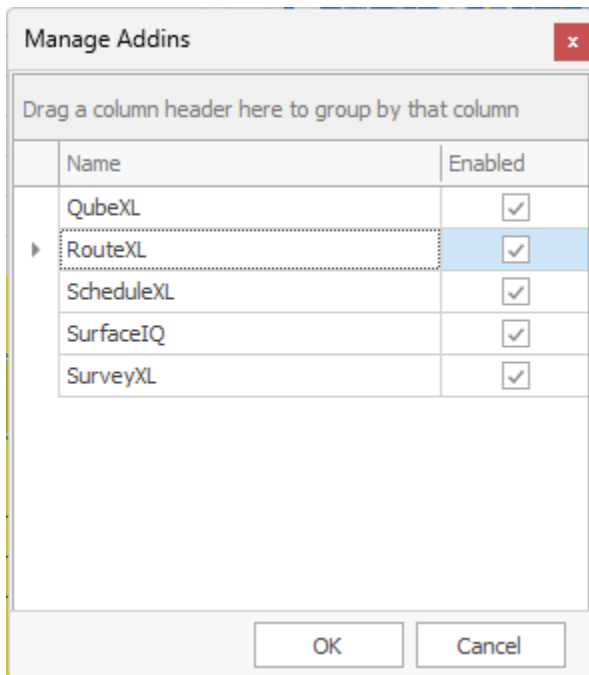 Manage Addins
x
Drag a column header here to group by that column
Name Enabled
QubeXL
RouteXL
ScheduleXL
SurfaceIQ
SurveyXL
OK Cancel